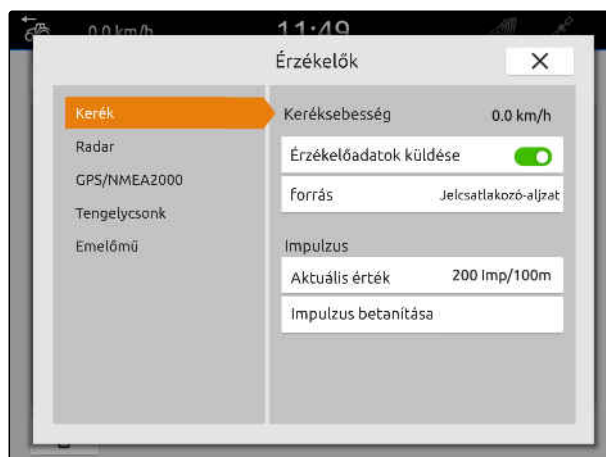 0.0 km/h
11:49
Érzékelők
Kerék
Radar
GPS/NMEA2000
Tengelycsonk
Emelőmű
Keréksebesség 0.0 km/h
Érzékelőadatok küldése
forrás Jelcsatlakozó-aljzat
Impulzus
Aktuális érték 200 Imp/100m
Impulzus betanítása